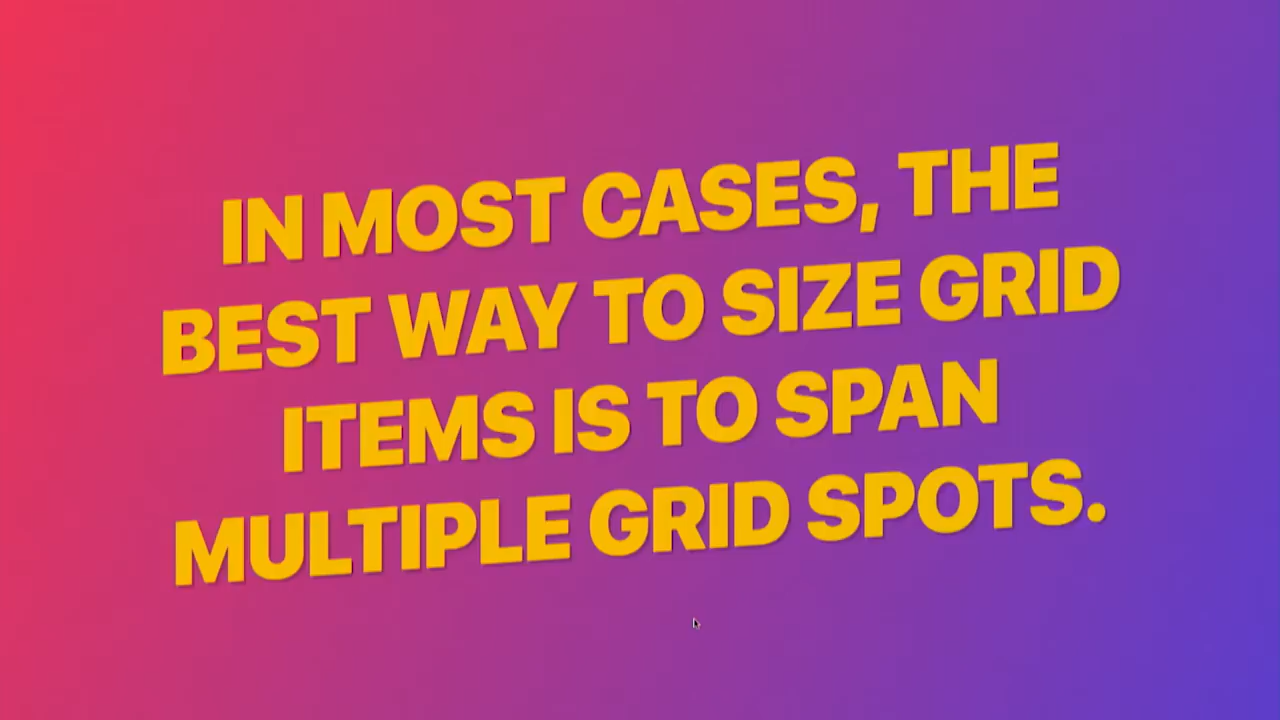 IN MOST CASES, THE
BEST WAY TO SIZE GRID
ITEMS IS TO SPAN
MULTIPLE GRID SPOTS.